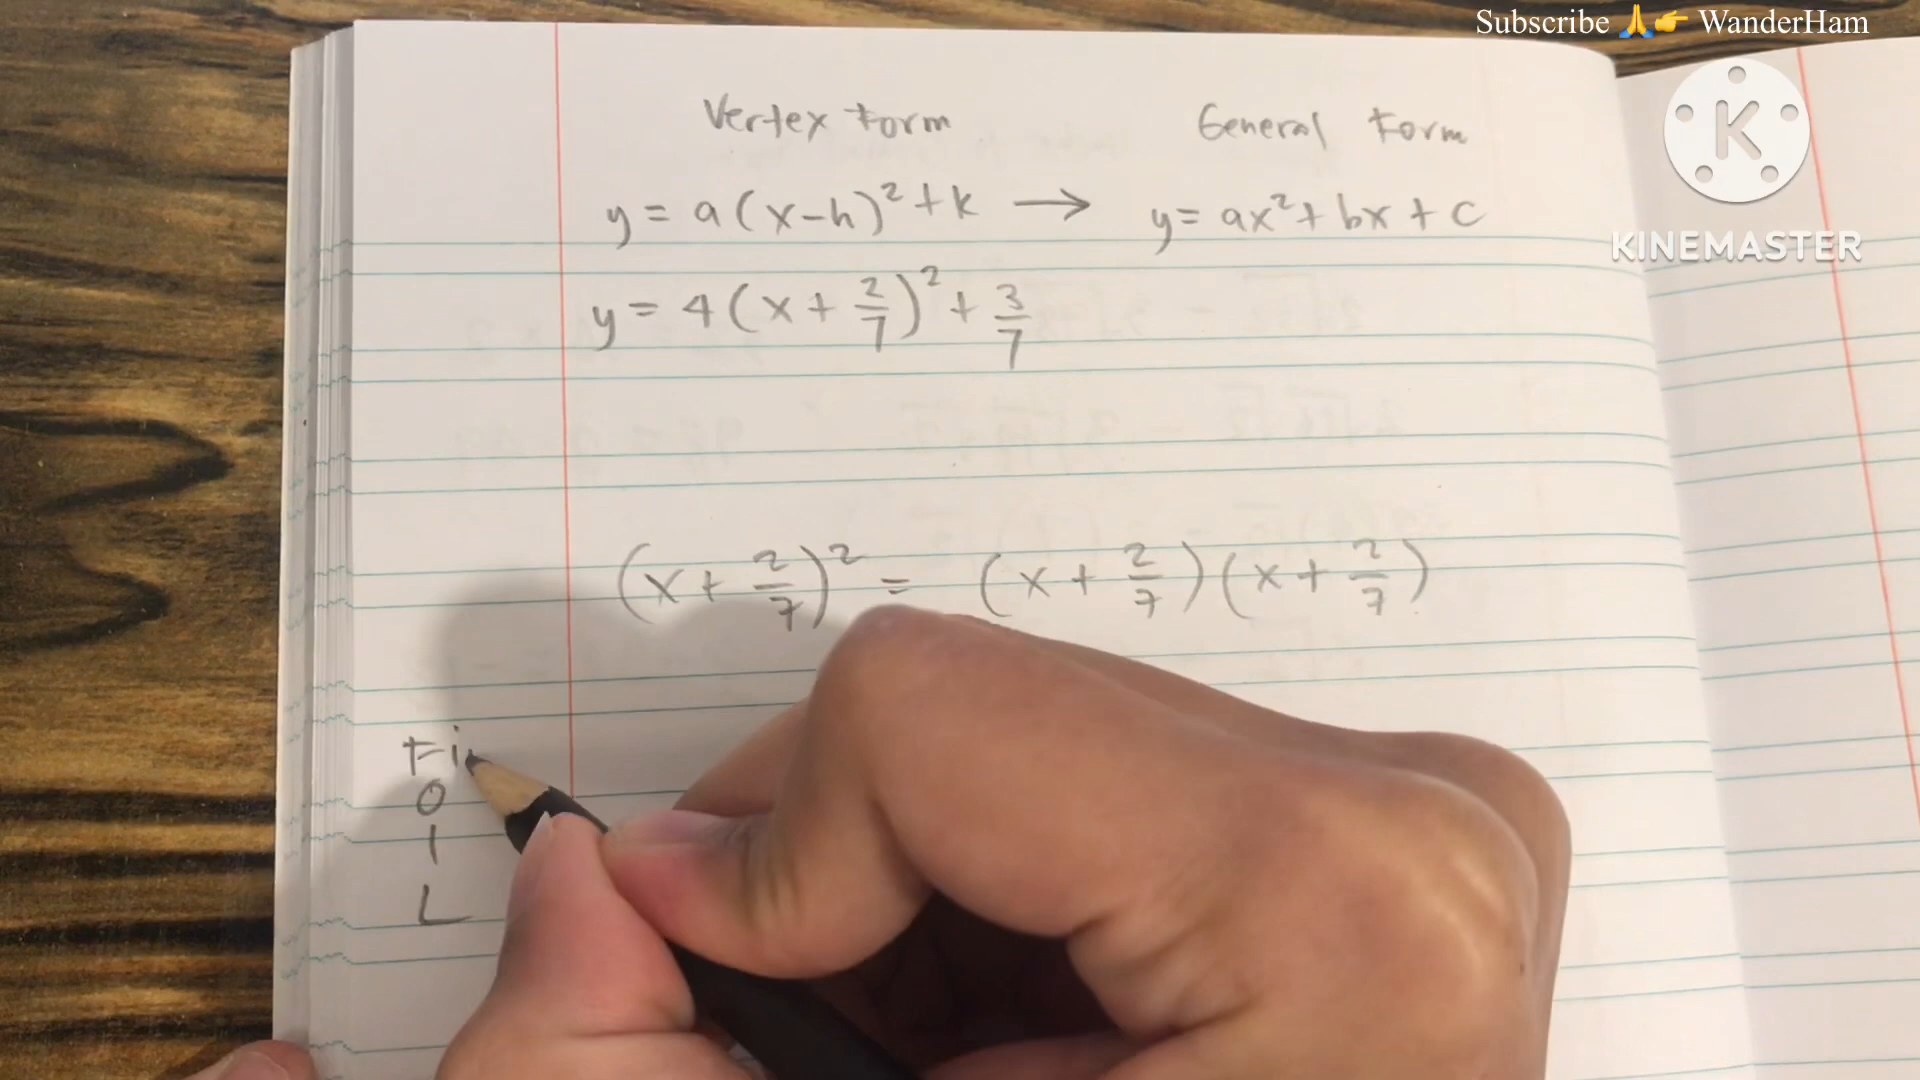 Subscribe 🙏👉 WanderHam
KINEMASTER
Vertex Form General Form
y = a(x-h)² + k → y = ax² + bx + c
y = 4(x + 2/7)² + 3/7
(x + 2/7)² = (x + 2/7)(x + 2/7)
Fi
O
I
L